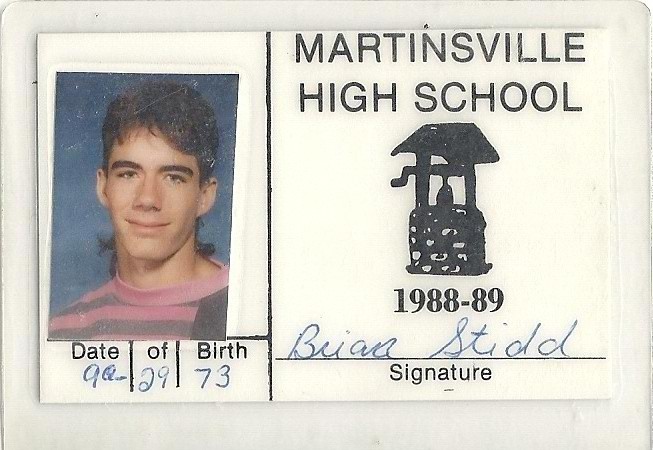 MARTINSVILLE
HIGH SCHOOL
1988-89
Brian Stidd
Signature
Date of Birth
29 73